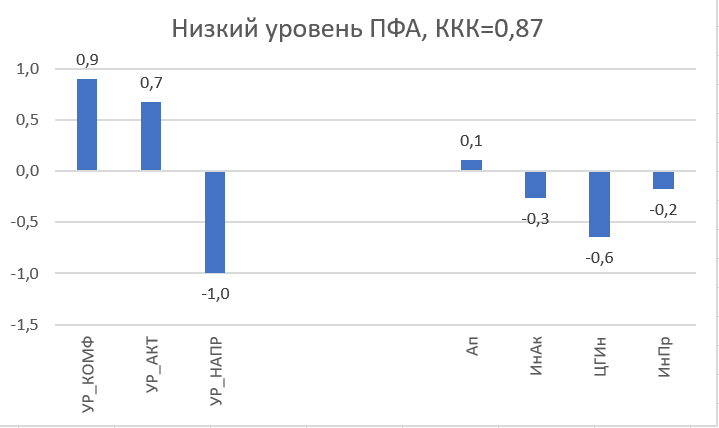 Низкий уровень ПФА, ККК=0,87
1,0
0,5
0,0
-0,5
-1,0
-1,5
0,9
0,7
-1,0
0,1
-0,3
-0,6
-0,2
УР_КОМФ
УР_АКТ
УР_НАПР
Ап
ИнАк
ЦГИн
ИнПр